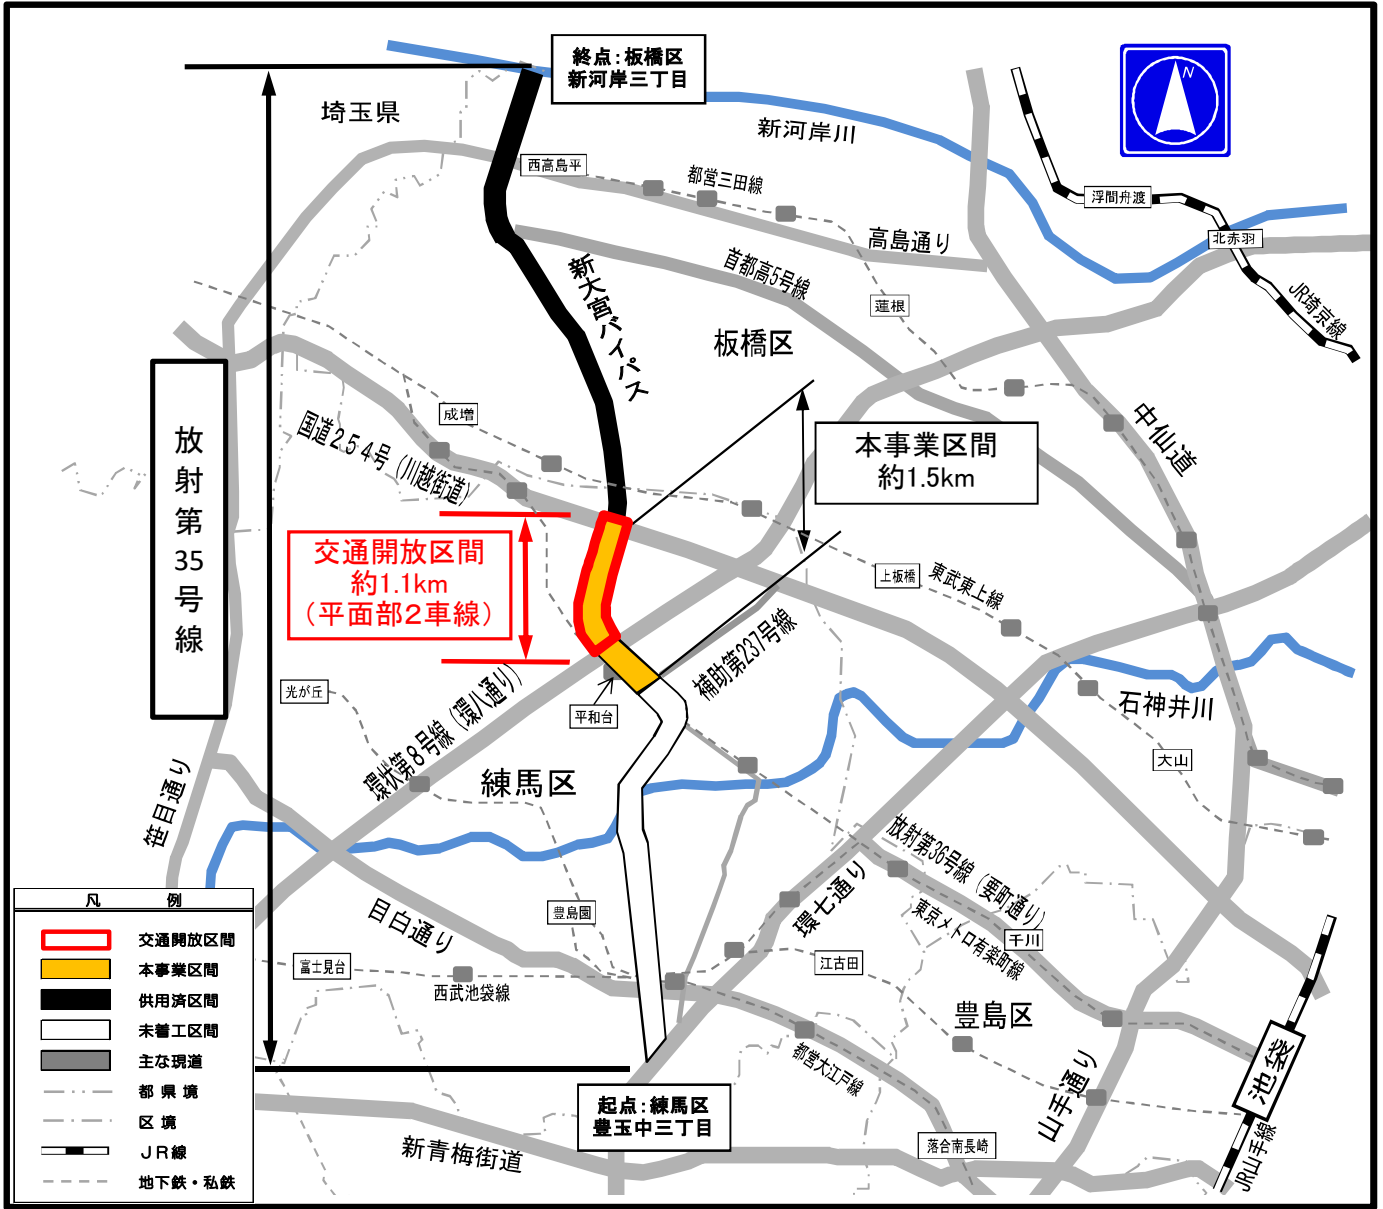 終点：板橋区
新河岸三丁目
N
埼玉県
新河岸川
西高島平
都営三田線
浮間舟渡
高島通り
北赤羽
首都高5号線
新大宮バイパス
蓮根
JR埼京線
板橋区
成増
国道２５４号（川越街道）
中仙道
本事業区間
約1.5km
放射第35号線
交通開放区間
約1.1km
（平面部２車線）
上板橋
東武東上線
補助第237号線
光が丘
平和台
石神井川
環状第８号線（環八通り）
大山
練馬区
笹目通り
放射第36号線（要町通り）
環七通り
目白通り
豊島園
東京メトロ有楽町線
千川
富士見台
江古田
西武池袋線
豊島区
都営大江戸線
山手通り
池袋
起点：練馬区
豊玉中三丁目
新青梅街道
落合南長崎
JR山手線
凡例
交通開放区間
本事業区間
供用済区間
未着工区間
主な現道
都県境
区境
ＪＲ線
地下鉄・私鉄